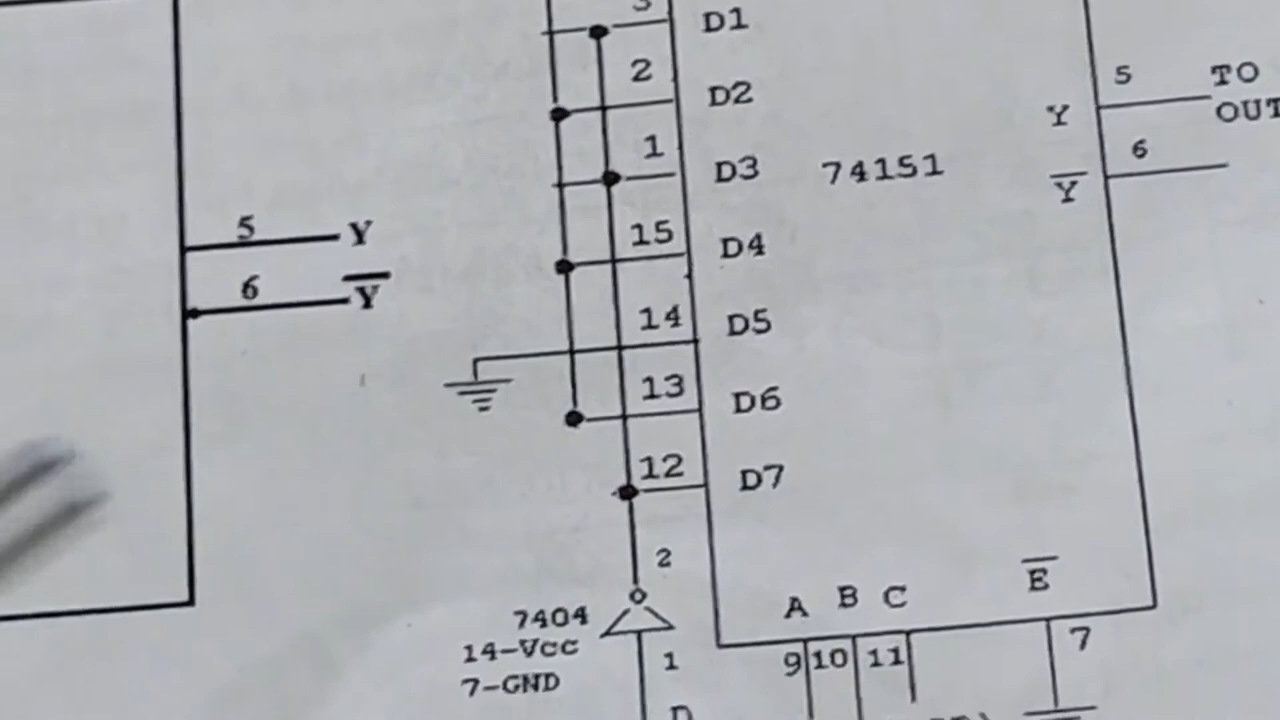 3 D1
2 D2
1 D3
15 D4
14 D5
13 D6
12 D7
74151
5 Y
6 Y̅
Y 5 TO
OUT
Y̅ 6
2
7404
14-Vcc
7-GND
1
D
A B C E̅
9 10 11 7